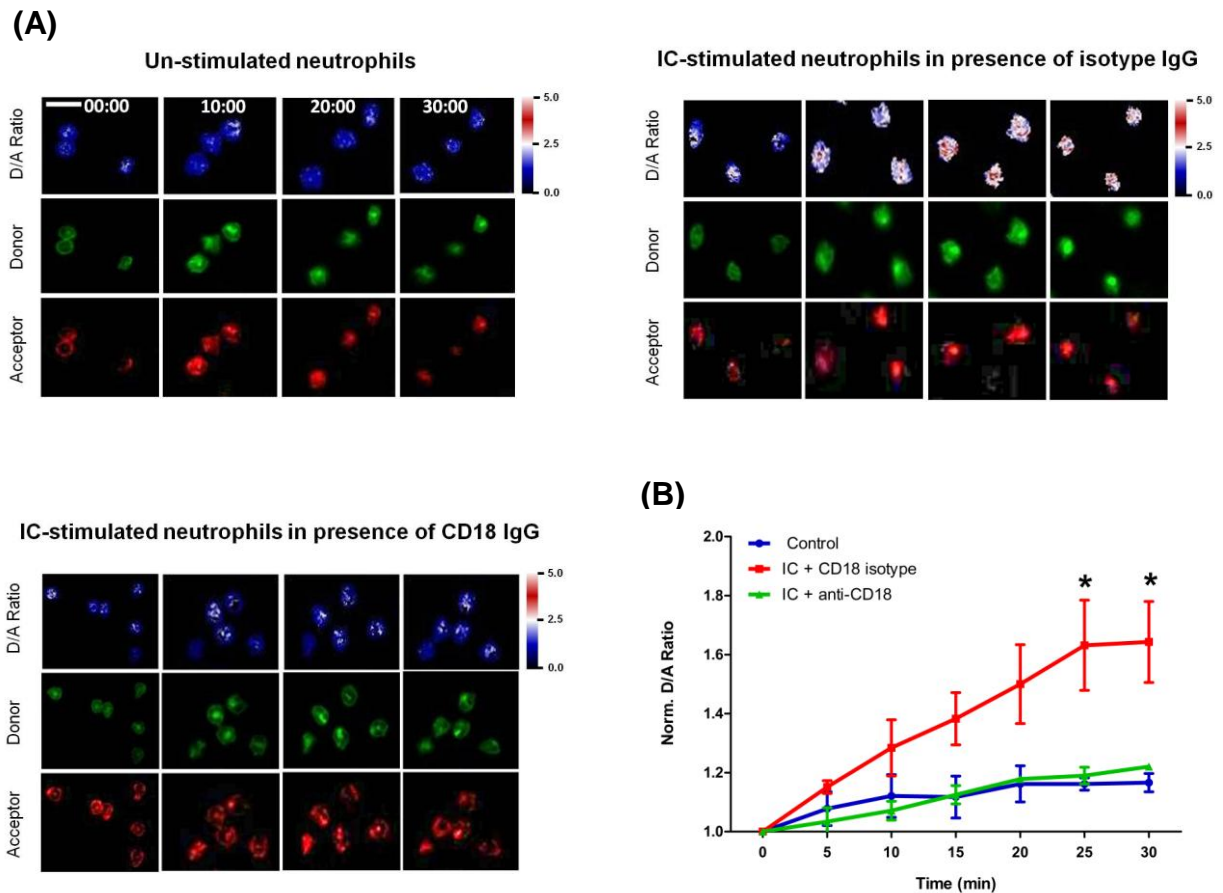 (A)
Un-stimulated neutrophils
00:00 10:00 20:00 30:00
5.0
2.5
0.0
D/A Ratio
Donor
Acceptor
IC-stimulated neutrophils in presence of isotype IgG
5.0
2.5
0.0
D/A Ratio
Donor
Acceptor
IC-stimulated neutrophils in presence of CD18 IgG
5.0
2.5
0.0
D/A Ratio
Donor
Acceptor
(B)
Control
IC + CD18 isotype
IC + anti-CD18
* *
Norm. D/A Ratio
2.0
1.8
1.6
1.4
1.2
1.0
0 5 10 15 20 25 30
Time (min)